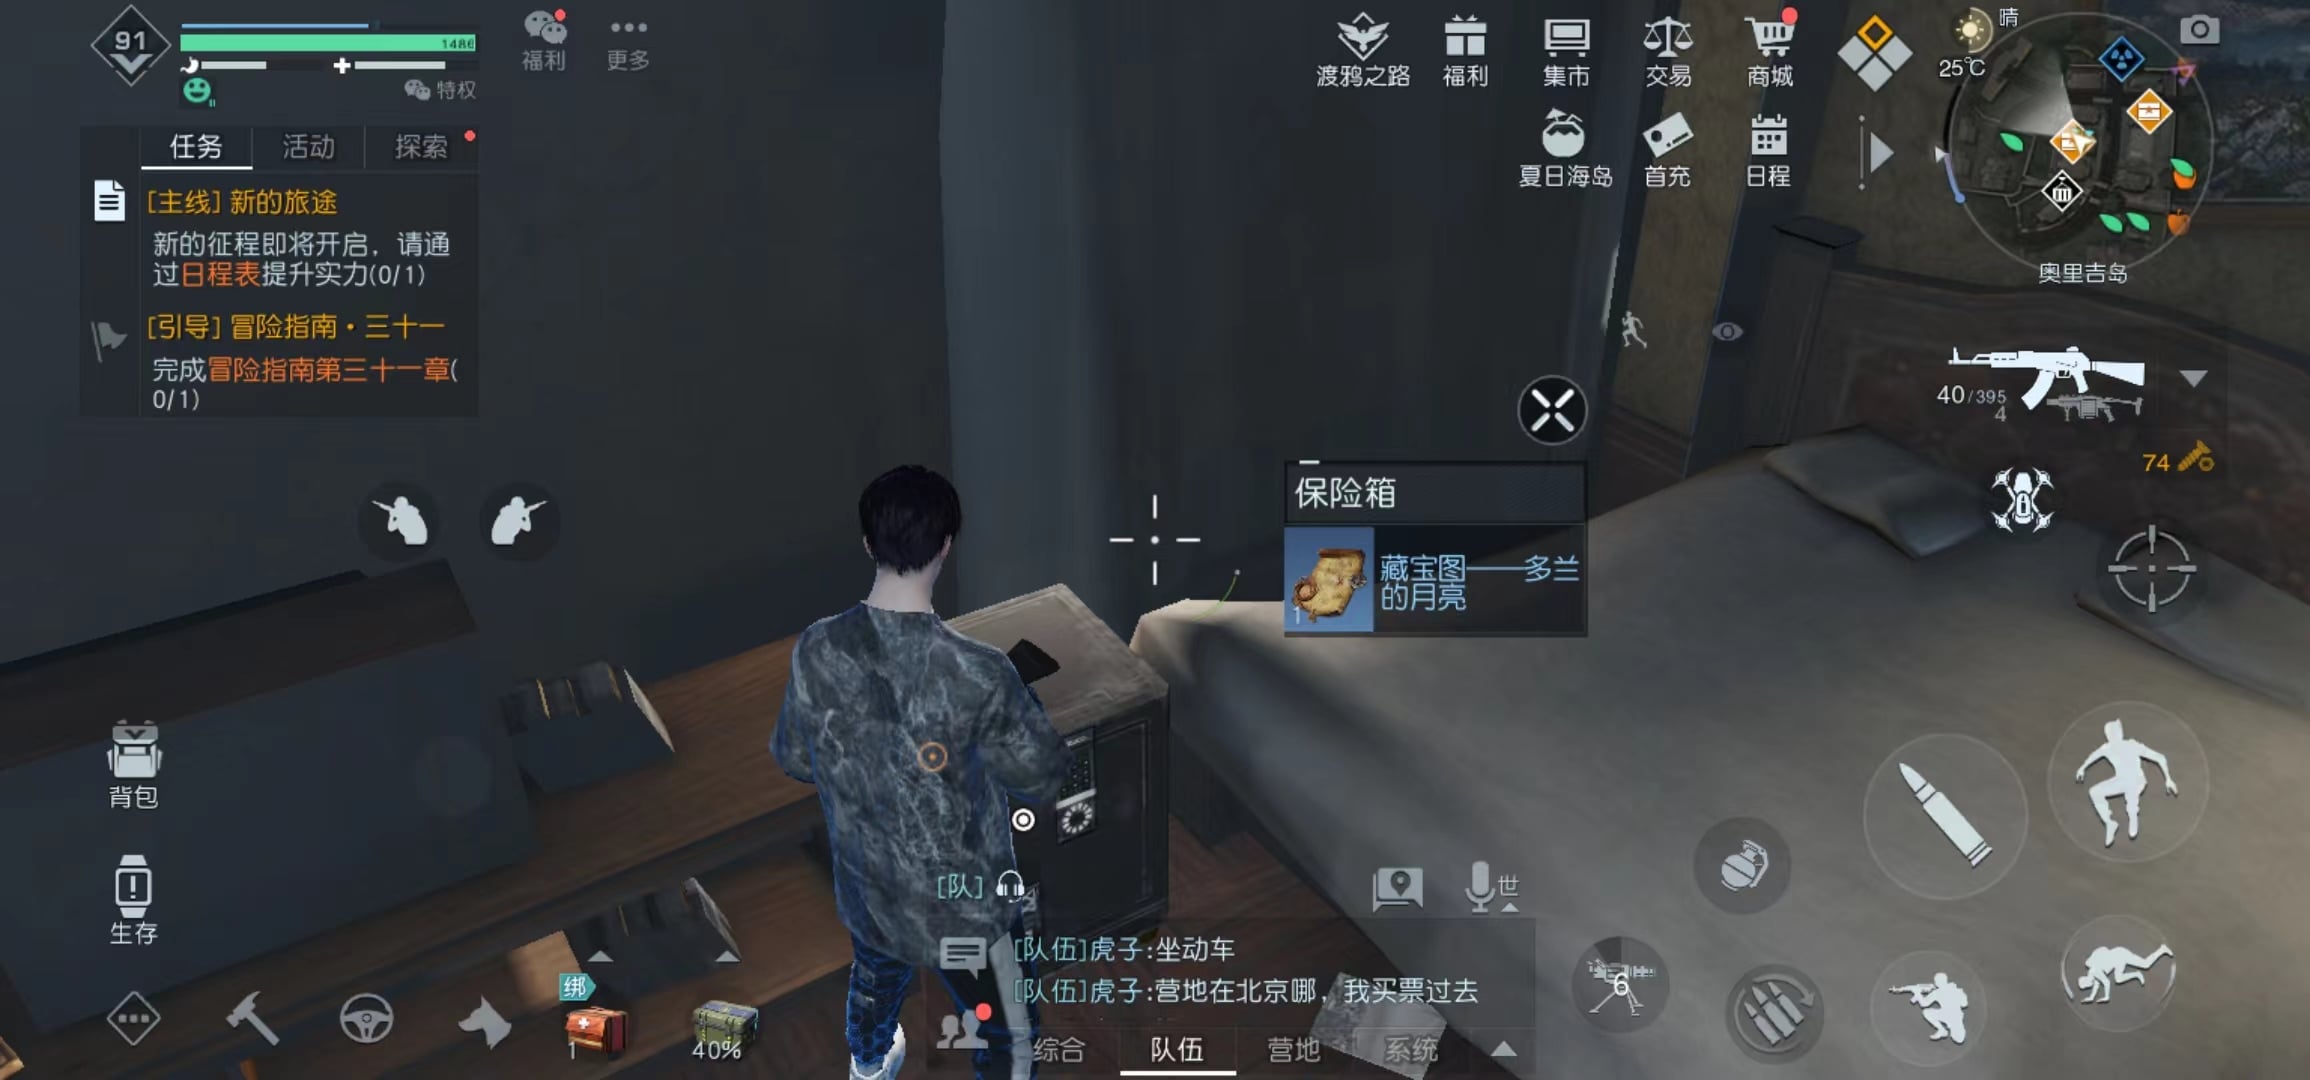 91
1486
特权
福利
更多
渡鸦之路
福利
集市
交易
商城
夏日海岛
首充
日程
晴
25℃
奥里吉岛
任务
活动
探索
[主线] 新的旅途
新的征程即将开启，请通
过日程表提升实力(0/1)
[引导] 冒险指南·三十一
完成冒险指南第三十一章(
0/1)
40/395
4
74
保险箱
藏宝图——多兰
的月亮
1
背包
生存
绑
1
40%
[队]
世
[队伍]虎子:坐动车
[队伍]虎子:营地在北京哪，我买票过去
综合
队伍
营地
系统
6